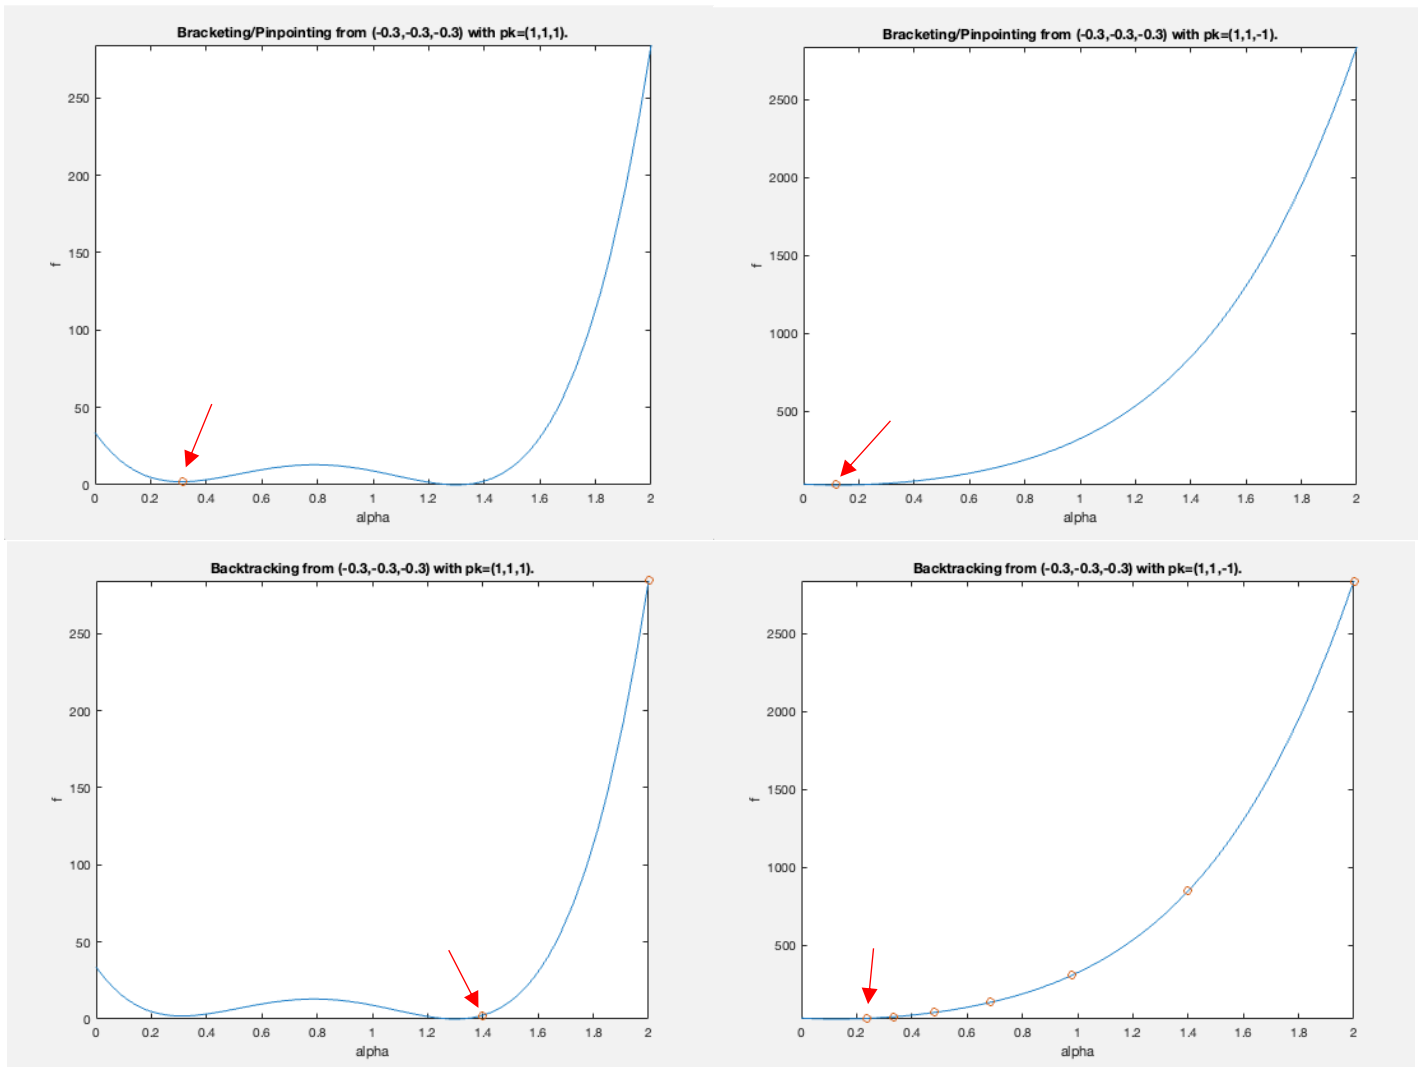 Bracketing/Pinpointing from (-0.3,-0.3,-0.3) with pk=(1,1,1).
250
200
150
100
50
0
f
0 0.2 0.4 0.6 0.8 1 1.2 1.4 1.6 1.8 2
alpha
Bracketing/Pinpointing from (-0.3,-0.3,-0.3) with pk=(1,1,-1).
2500
2000
1500
1000
500
f
0 0.2 0.4 0.6 0.8 1 1.2 1.4 1.6 1.8 2
alpha
Backtracking from (-0.3,-0.3,-0.3) with pk=(1,1,1).
250
200
150
100
50
0
f
0 0.2 0.4 0.6 0.8 1 1.2 1.4 1.6 1.8 2
alpha
Backtracking from (-0.3,-0.3,-0.3) with pk=(1,1,-1).
2500
2000
1500
1000
500
f
0 0.2 0.4 0.6 0.8 1 1.2 1.4 1.6 1.8 2
alpha